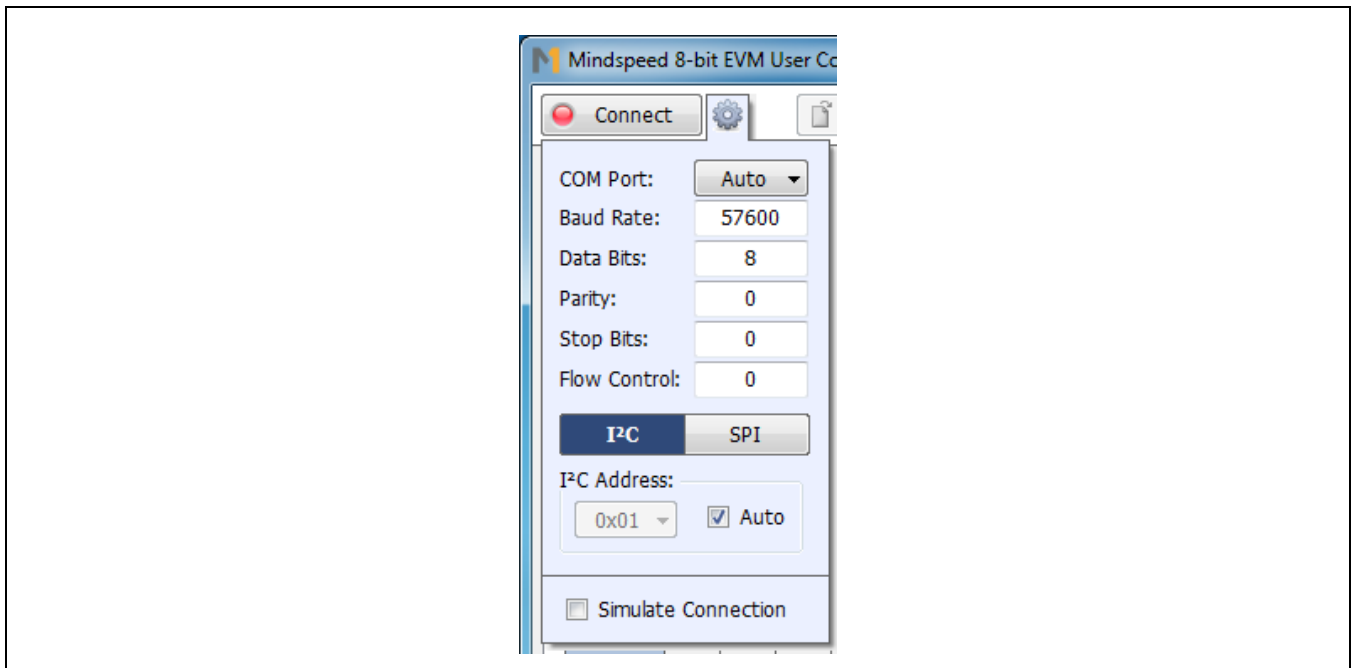 Mindspeed 8-bit EVM User Co
Connect
COM Port: Auto
Baud Rate: 57600
Data Bits: 8
Parity: 0
Stop Bits: 0
Flow Control: 0
I²C SPI
I²C Address:
0x01 Auto
Simulate Connection